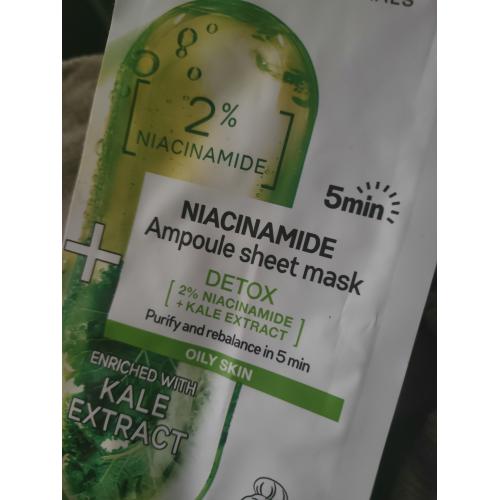 2%
NIACINAMIDE
5min
NIACINAMIDE
Ampoule sheet mask
DETOX
2% NIACINAMIDE
+ KALE EXTRACT
Purify and rebalance in 5 min
OILY SKIN
+
ENRICHED WITH
KALE
EXTRACT